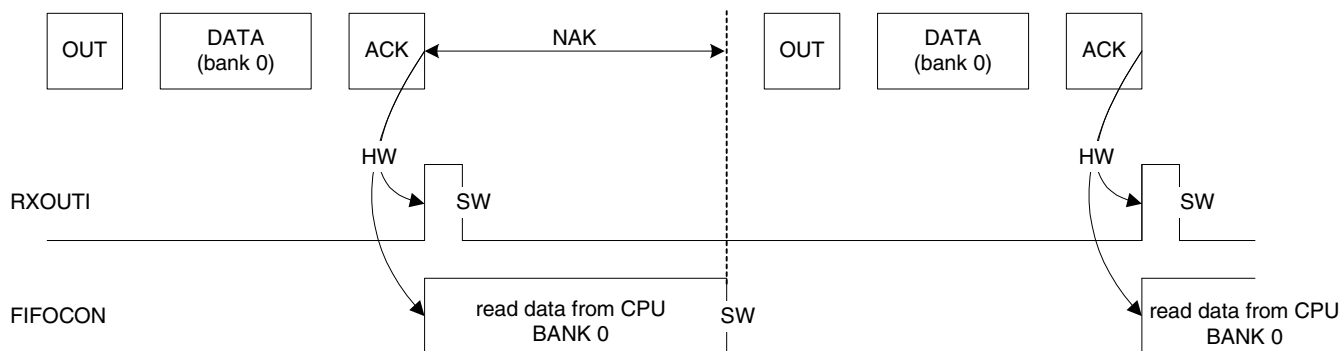 OUT
DATA
(bank 0)
ACK
NAK
OUT
DATA
(bank 0)
ACK
HW
HW
RXOUTI
SW
SW
FIFOCON
read data from CPU
BANK 0
SW
read data from CPU
BANK 0